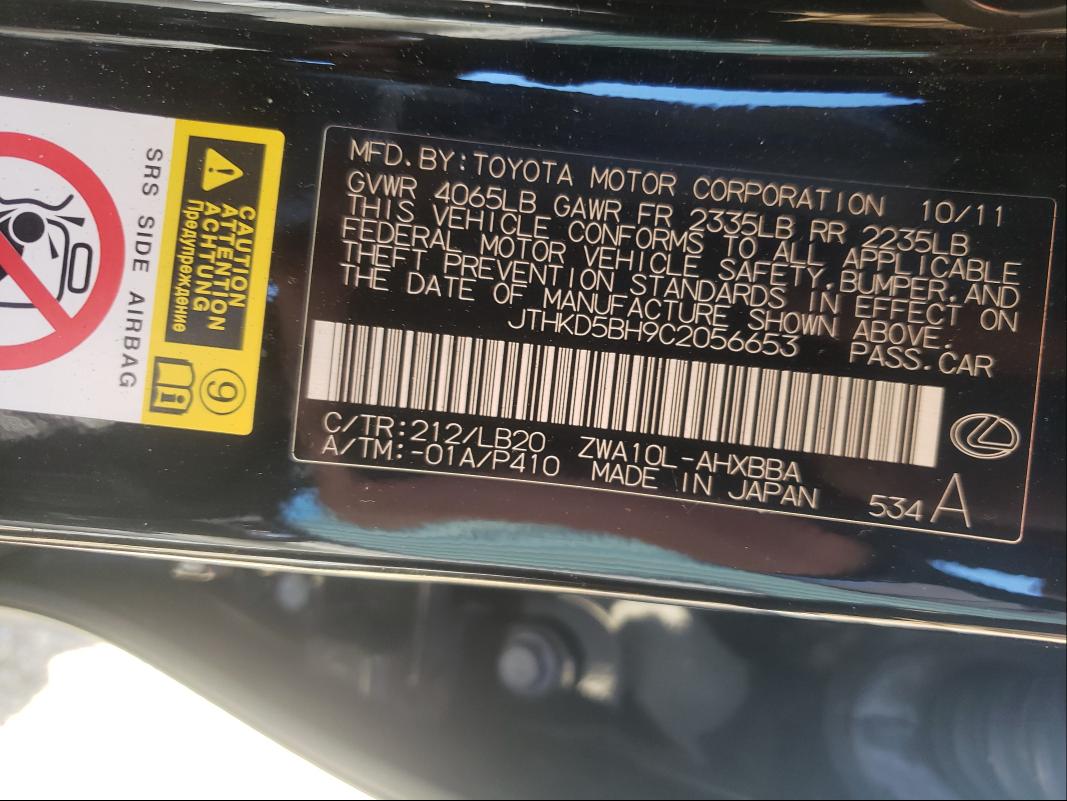 MFD.BY:TOYOTA MOTOR CORPORATION 10/11
GVWR 4065LB GAWR FR 2335LB RR 2235LB
THIS VEHICLE CONFORMS TO ALL APPLICABLE
FEDERAL MOTOR VEHICLE SAFETY,BUMPER,AND
THEFT PREVENTION STANDARDS IN EFFECT ON
THE DATE OF MANUFACTURE SHOWN ABOVE.
JTHKD5BH9C2056653 PASS.CAR
C/TR:212/LB20 ZWA10L-AHXBBA
A/TM:-01A/P410 MADE IN JAPAN 534 A
CAUTION
ATTENTION
ACHTUNG
Предупреждение
9
i
SRS SIDE AIRBAG